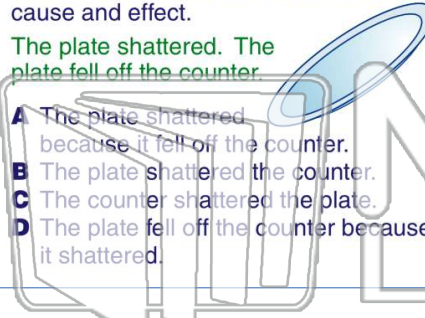 cause and effect.
The plate shattered. The
plate fell off the counter.
A The plate shattered
because it fell off the counter.
B The plate shattered the counter.
C The counter shattered the plate.
D The plate fell off the counter because
it shattered.